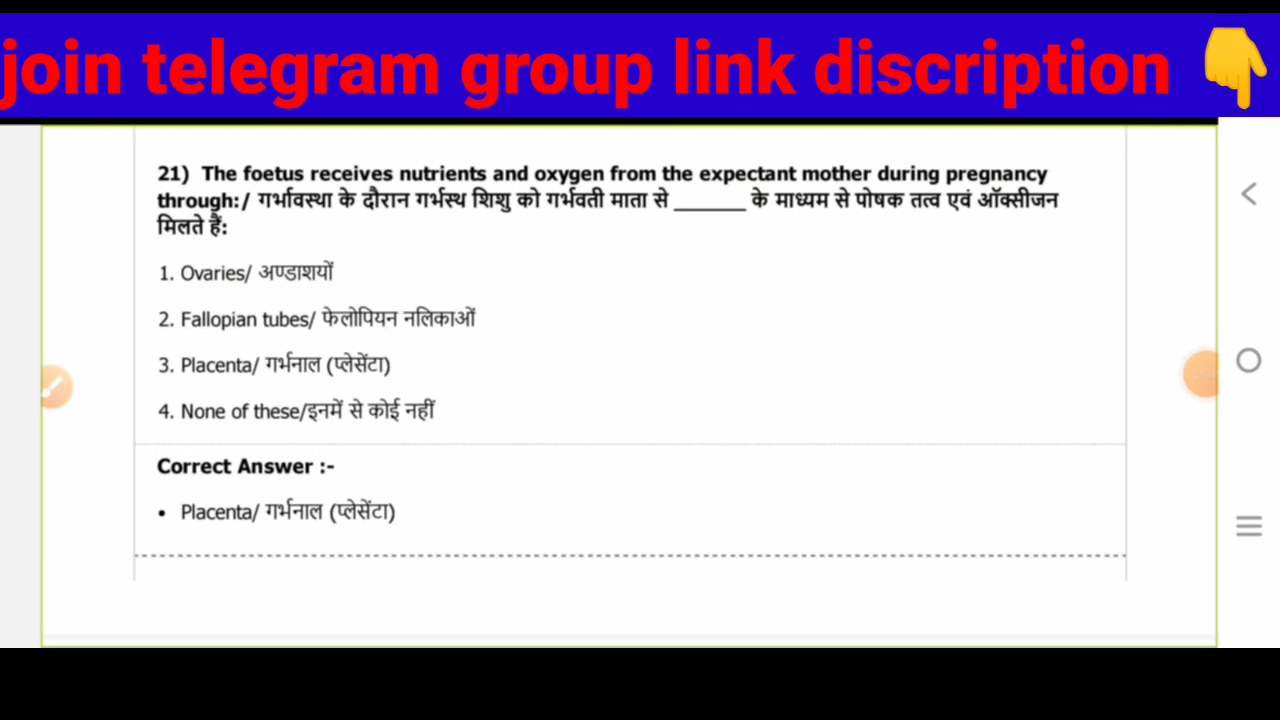 join telegram group link discription 👇
21) The foetus receives nutrients and oxygen from the expectant mother during pregnancy
through:/ गर्भावस्था के दौरान गर्भस्थ शिशु को गर्भवती माता से _______ के माध्यम से पोषक तत्व एवं ऑक्सीजन
मिलते हैं:
1. Ovaries/ अण्डाशयों
2. Fallopian tubes/ फेलोपियन नलिकाओं
3. Placenta/ गर्भनाल (प्लेसेंटा)
4. None of these/इनमें से कोई नहीं
Correct Answer :-
• Placenta/ गर्भनाल (प्लेसेंटा)